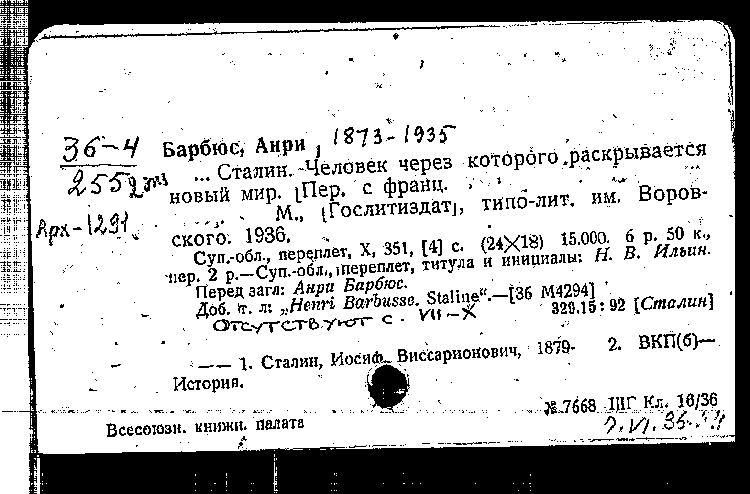 36-4
2552
Арх-1291
Барбюс, Анри, 1873-1935
... Сталин. Человек через которого раскрывается
новый мир. [Пер. с франц.
М., [Гослитиздат], типо-лит. им. Воров-
ского. 1936.
Суп.-обл., переплет, X, 351, [4] с. (24×18) 15.000. 6 р. 50 к.,
пер. 2 р.—Суп.-обл., переплет, титула и инициалы: Н. В. Ильин.
Перед загл: Анри Барбюс.
Доб. т. л: „Henri Barbusse. Staline“.—[36 М4294]
Отсутствуют с. VII-X
329.15 : 92 [Сталин]
—— 1. Сталин, Иосиф Виссарионович, 1879- 2. ВКП(б)—
История.
№ 7668 ШГ Кл. 16/36
Всесоюзн. книжн. палата